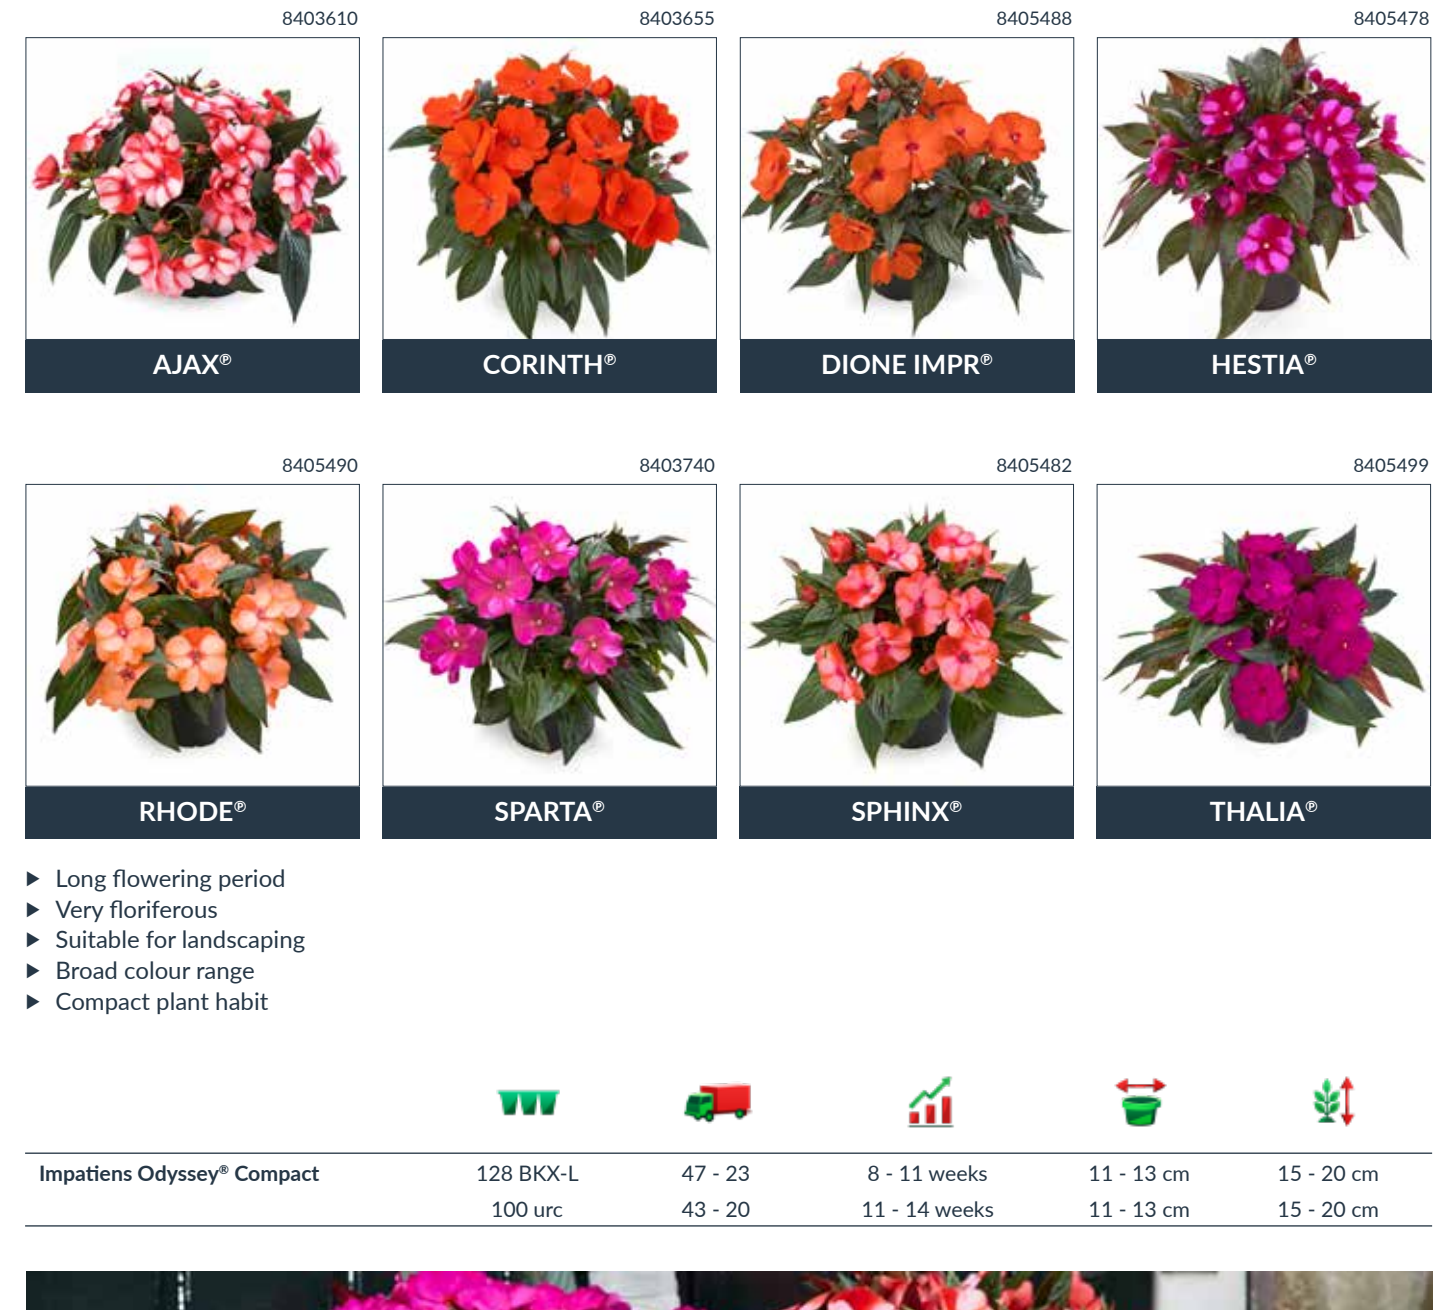 8403610 8403655 8405488 8405478
AJAX℗ CORINTH℗ DIONE IMPR℗ HESTIA℗
8405490 8403740 8405482 8405499
RHODE℗ SPARTA℗ SPHINX℗ THALIA℗
▶ Long flowering period
▶ Very floriferous
▶ Suitable for landscaping
▶ Broad colour range
▶ Compact plant habit
Impatiens Odyssey® Compact 128 BKX-L 47 - 23 8 - 11 weeks 11 - 13 cm 15 - 20 cm
100 urc 43 - 20 11 - 14 weeks 11 - 13 cm 15 - 20 cm